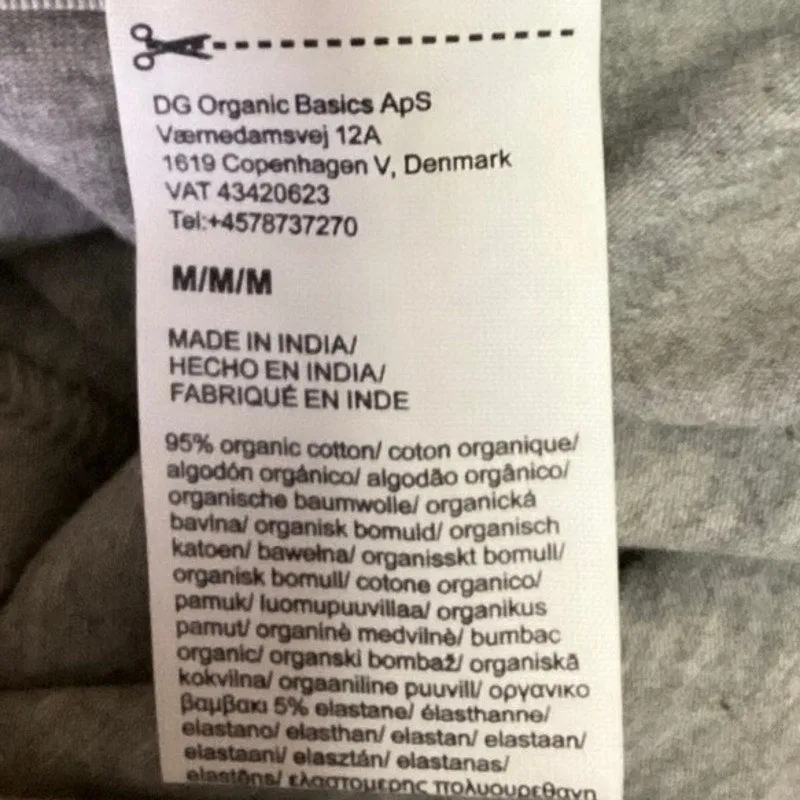 DG Organic Basics ApS
Værnedamsvej 12A
1619 Copenhagen V, Denmark
VAT 43420623
Tel:+4578737270
M/M/M
MADE IN INDIA/
HECHO EN INDIA/
FABRIQUÉ EN INDE
95% organic cotton/ coton organique/
algodón orgánico/ algodão orgânico/
organische baumwolle/ organická
bavlna/ organisk bomuld/ organisch
katoen/ bawełna/ organisskt bomull/
organisk bomull/ cotone organico/
pamuk/ luomupuuvillaa/ organikus
pamut/ organinė medvilnė/ bumbac
organic/ organski bombaž/ organiskā
kokvilna/ orgaaniline puuvill/ οργανικο
βαμβακι 5% elastane/ élasthanne/
elastano/ elasthan/ elastan/ elastaan/
elastaani/ elasztán/ elastanas/
elastāns/ ελαστομερης πολυουρεθανη